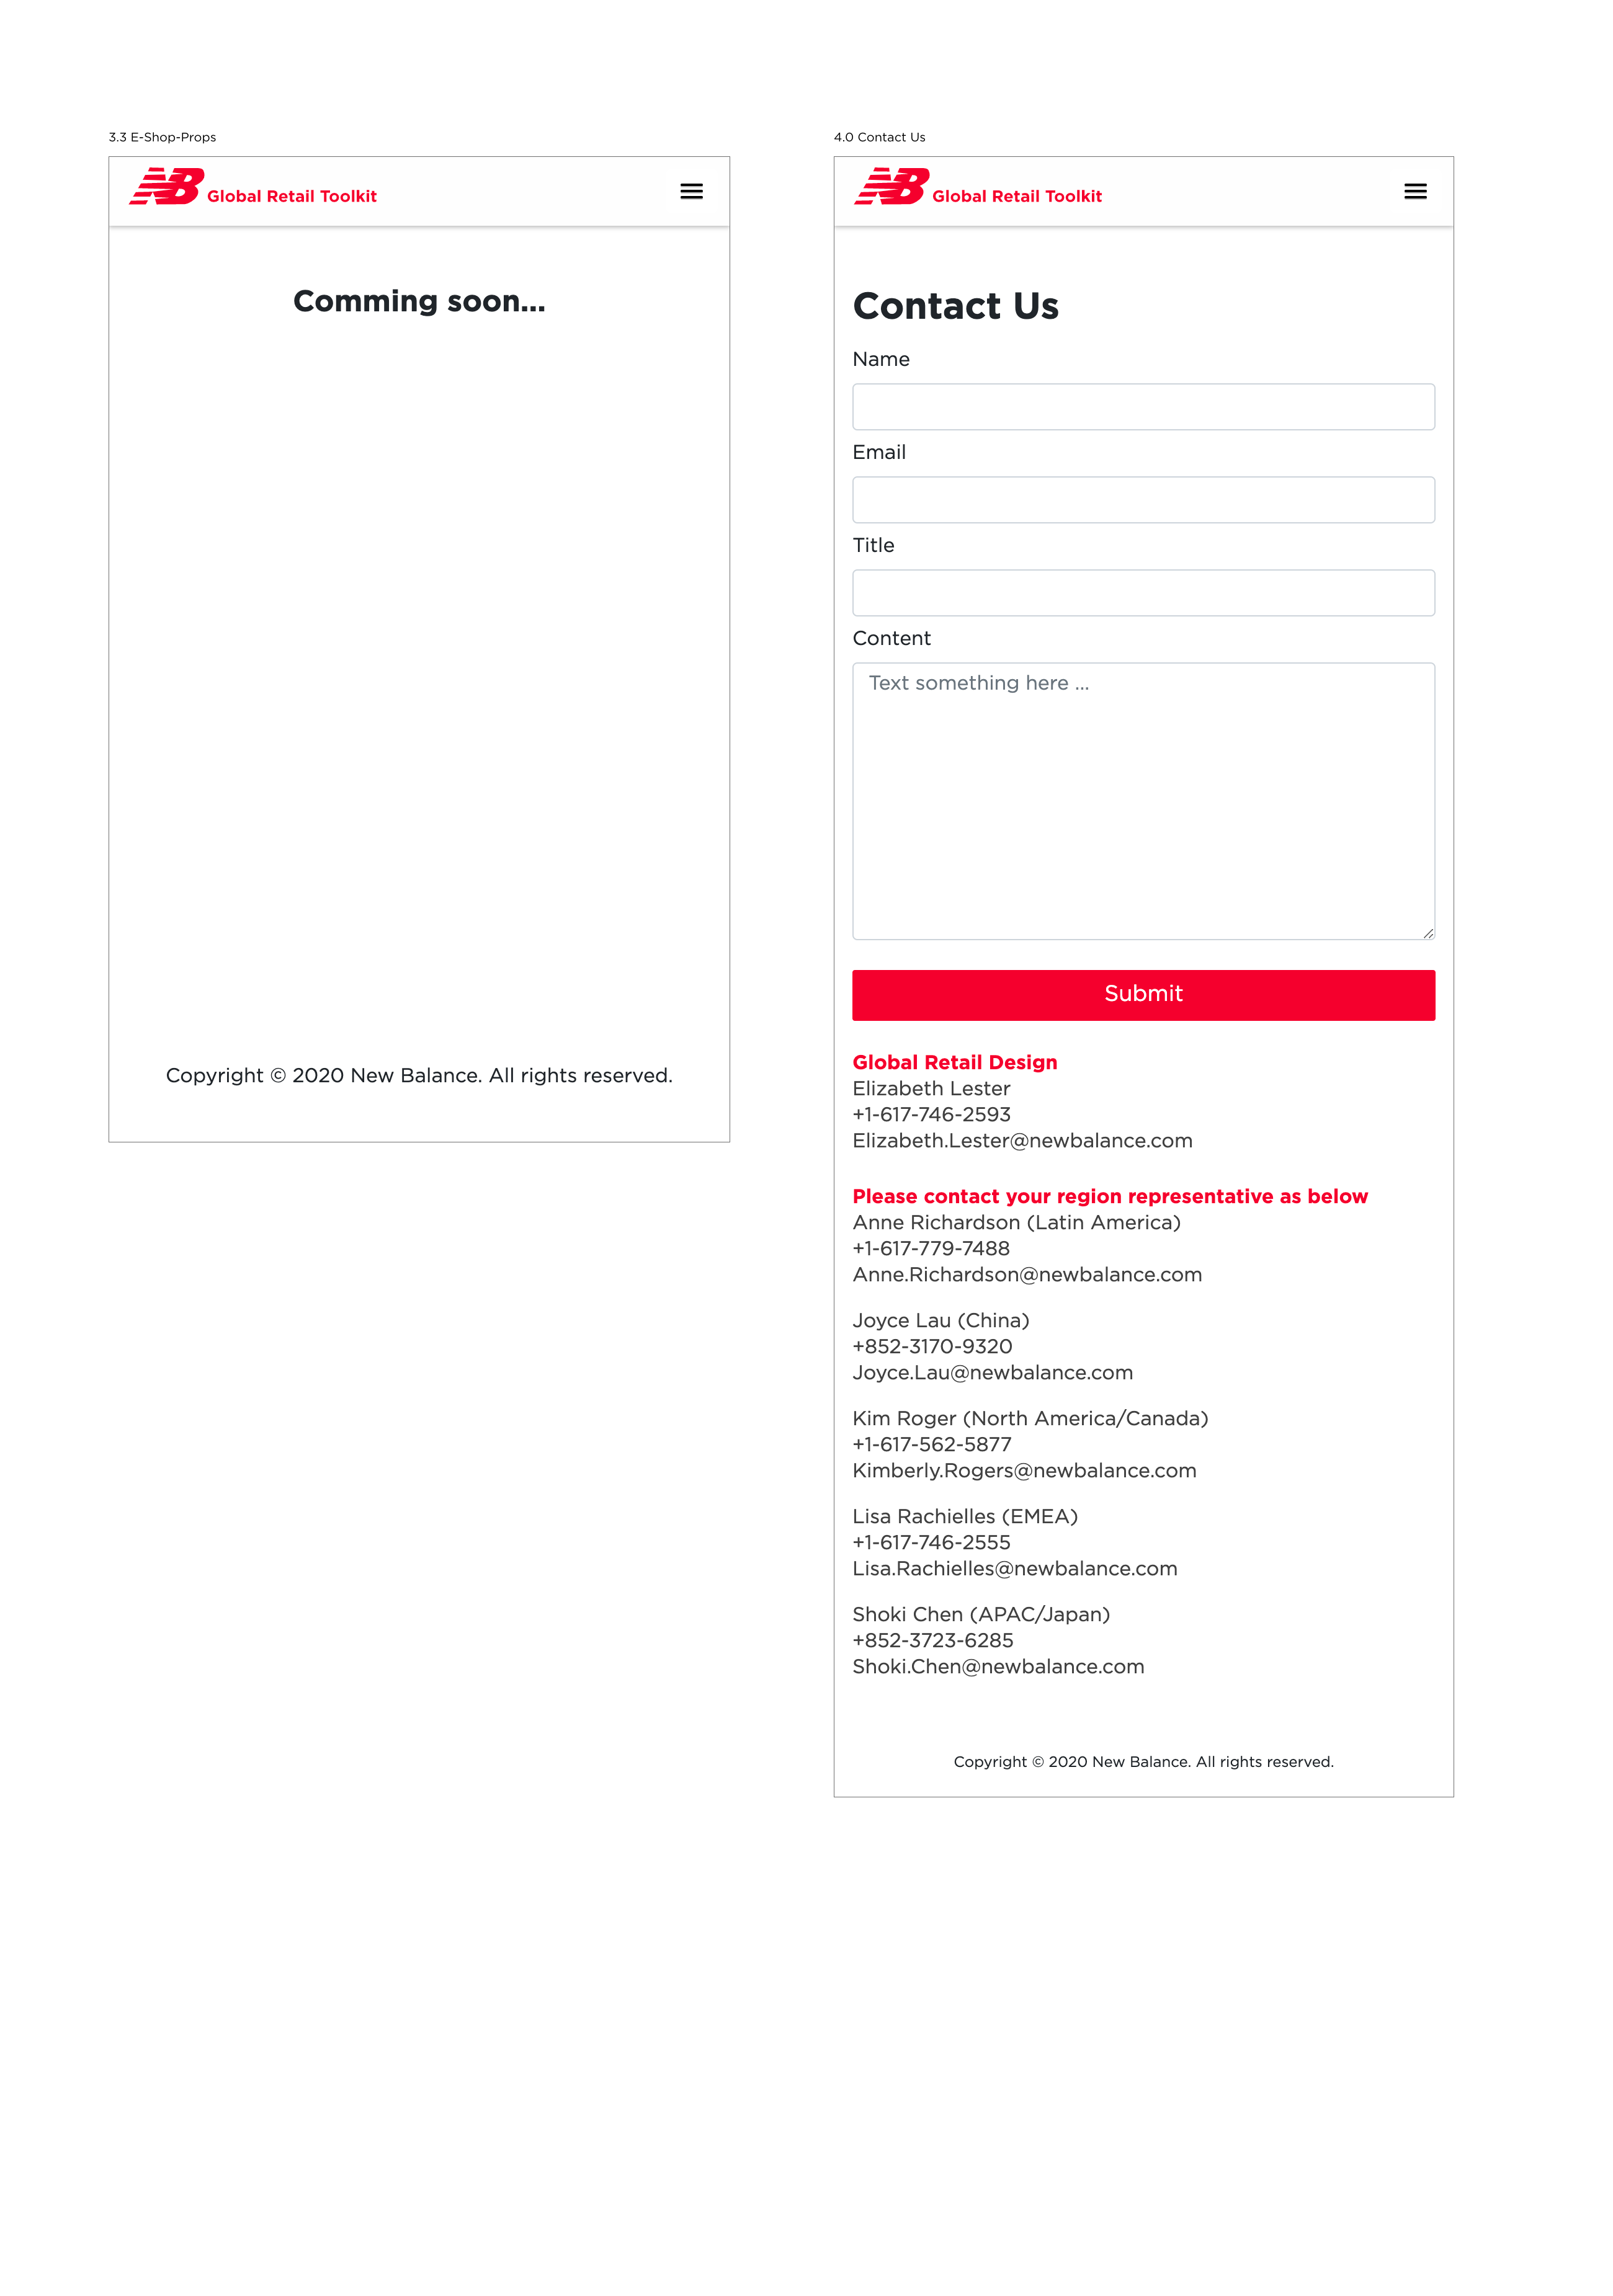 3.3 E-Shop-Props
NB Global Retail Toolkit
Comming soon...
Copyright © 2020 New Balance. All rights reserved.
4.0 Contact Us
NB Global Retail Toolkit
Contact Us
Name
Email
Title
Content
Text something here ...
Submit
Global Retail Design
Elizabeth Lester
+1-617-746-2593
Elizabeth.Lester@newbalance.com
Please contact your region representative as below
Anne Richardson (Latin America)
+1-617-779-7488
Anne.Richardson@newbalance.com
Joyce Lau (China)
+852-3170-9320
Joyce.Lau@newbalance.com
Kim Roger (North America/Canada)
+1-617-562-5877
Kimberly.Rogers@newbalance.com
Lisa Rachielles (EMEA)
+1-617-746-2555
Lisa.Rachielles@newbalance.com
Shoki Chen (APAC/Japan)
+852-3723-6285
Shoki.Chen@newbalance.com
Copyright © 2020 New Balance. All rights reserved.